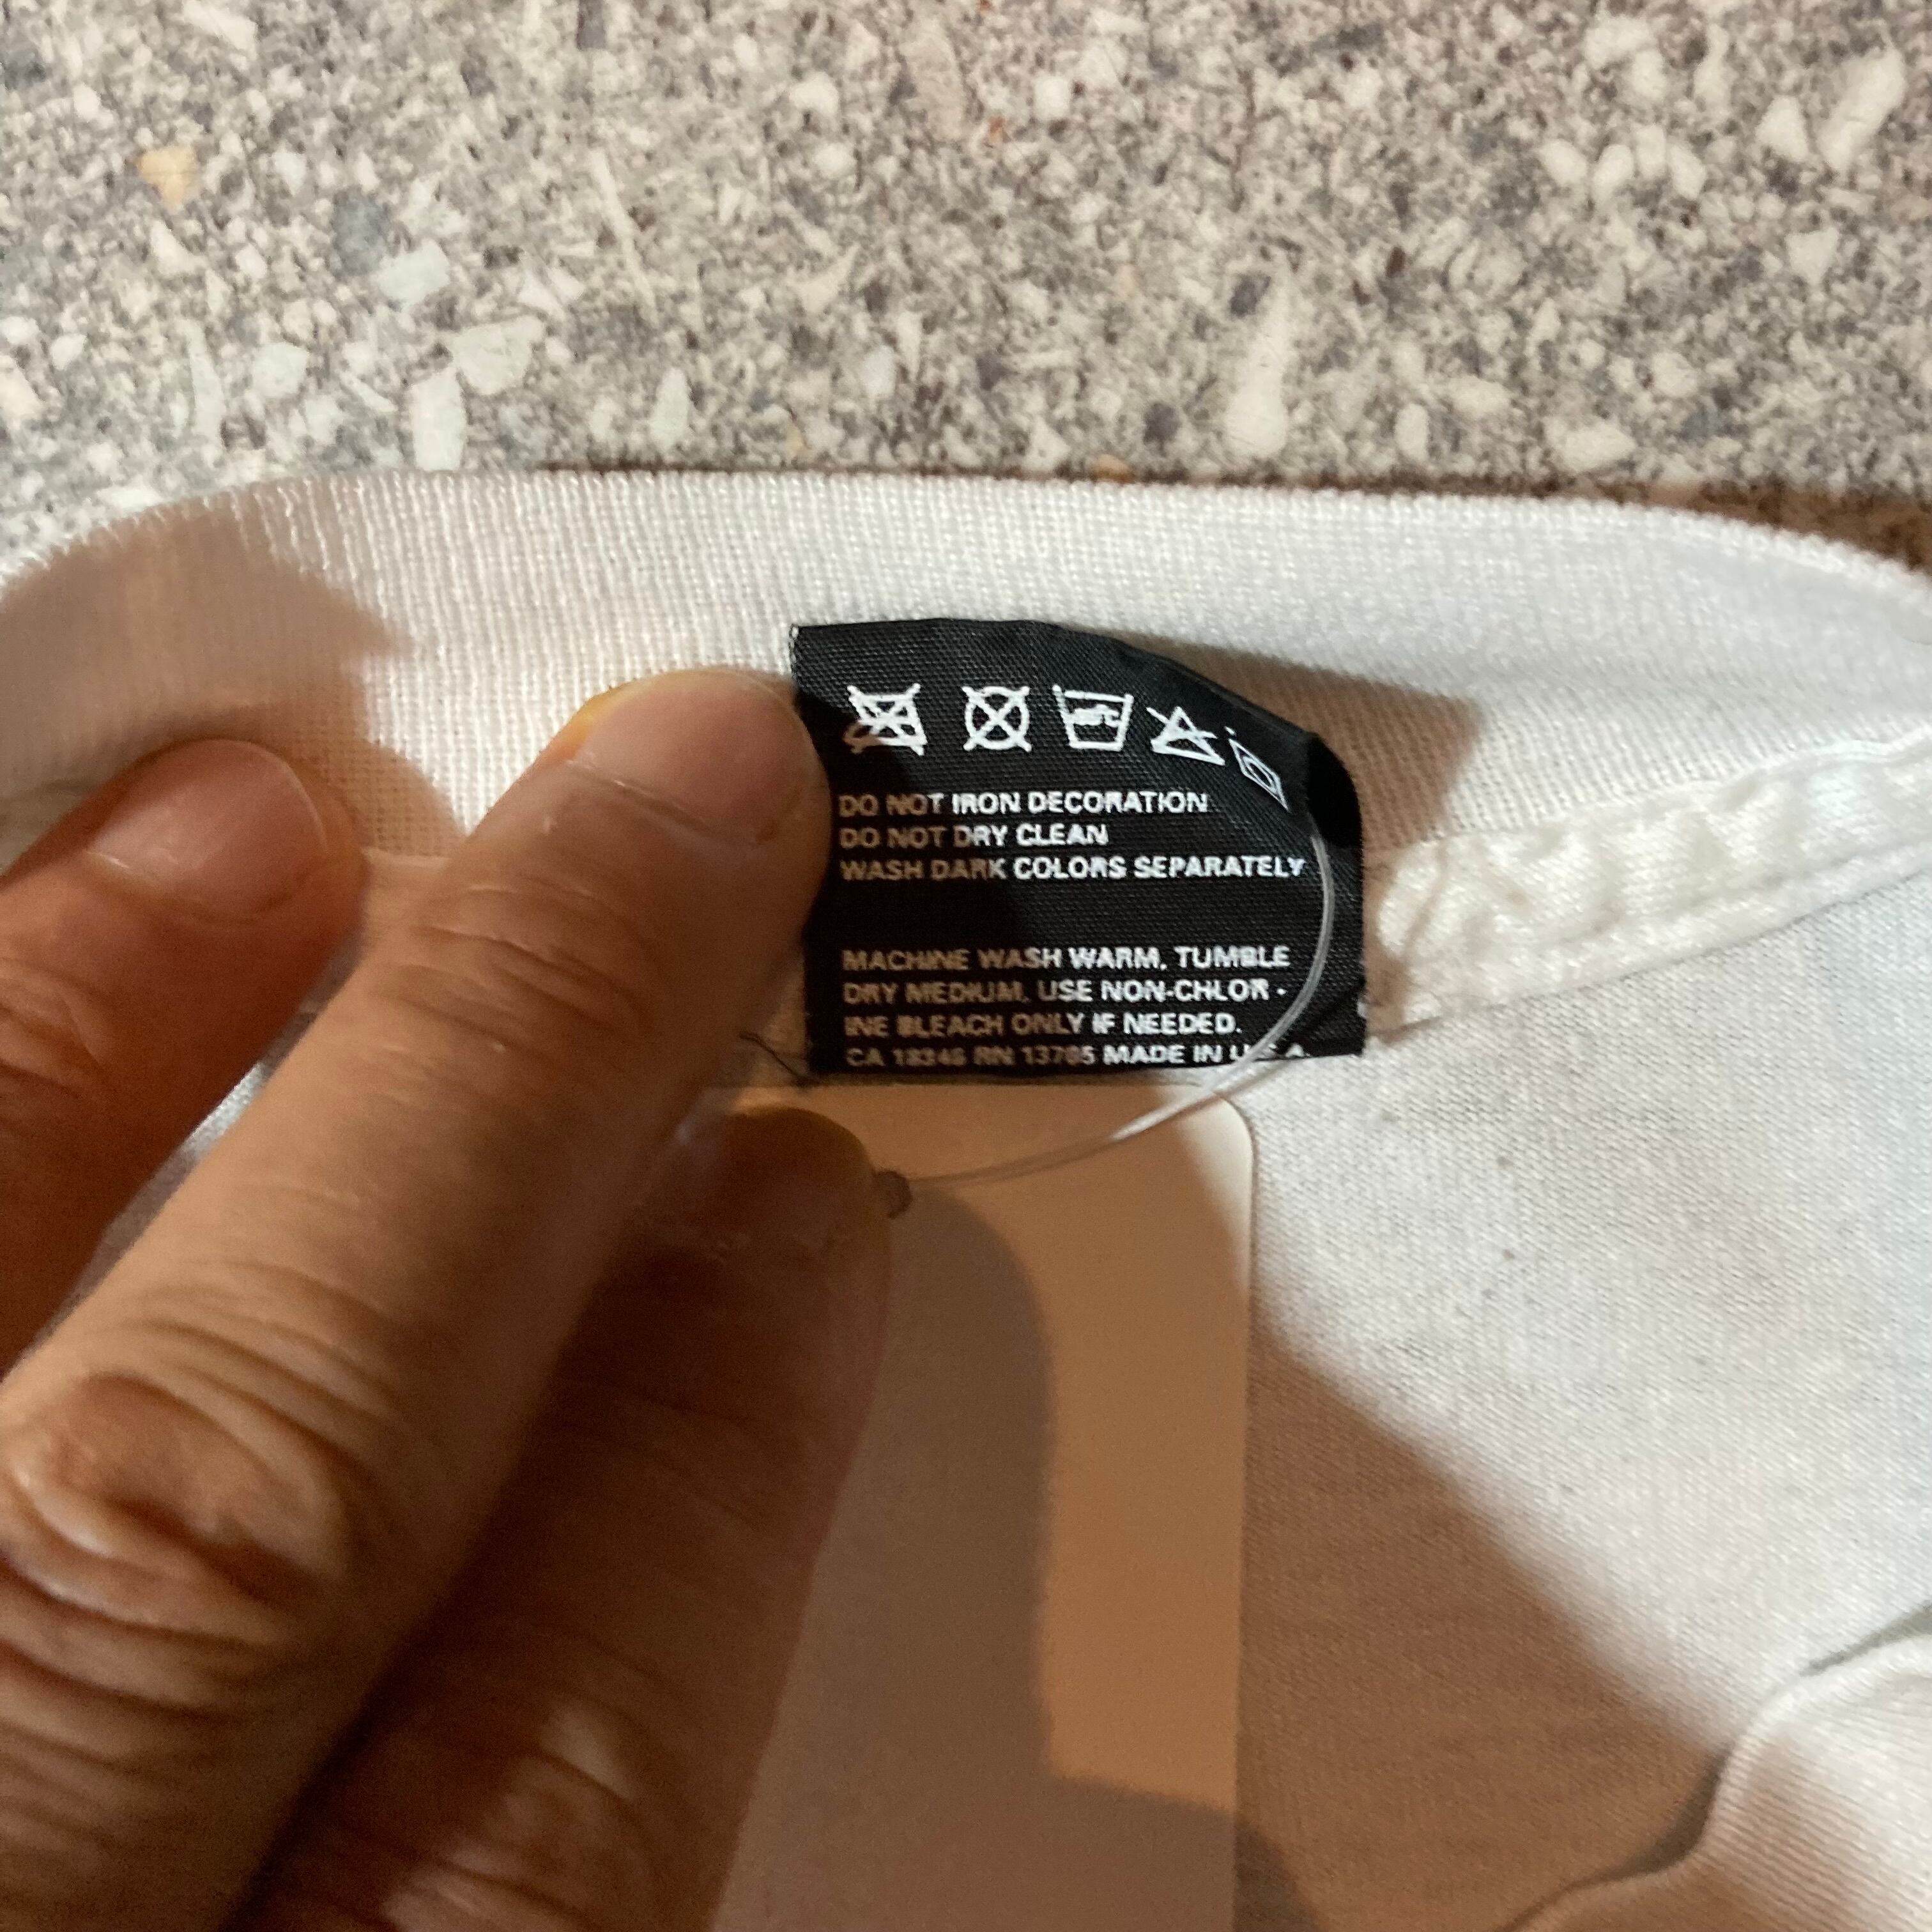 DO NOT IRON DECORATION
DO NOT DRY CLEAN
WASH DARK COLORS SEPARATELY
MACHINE WASH WARM, TUMBLE
DRY MEDIUM, USE NON-CHLOR -
INE BLEACH ONLY IF NEEDED.
CA 18346 RN 13765 MADE IN U.S.A.